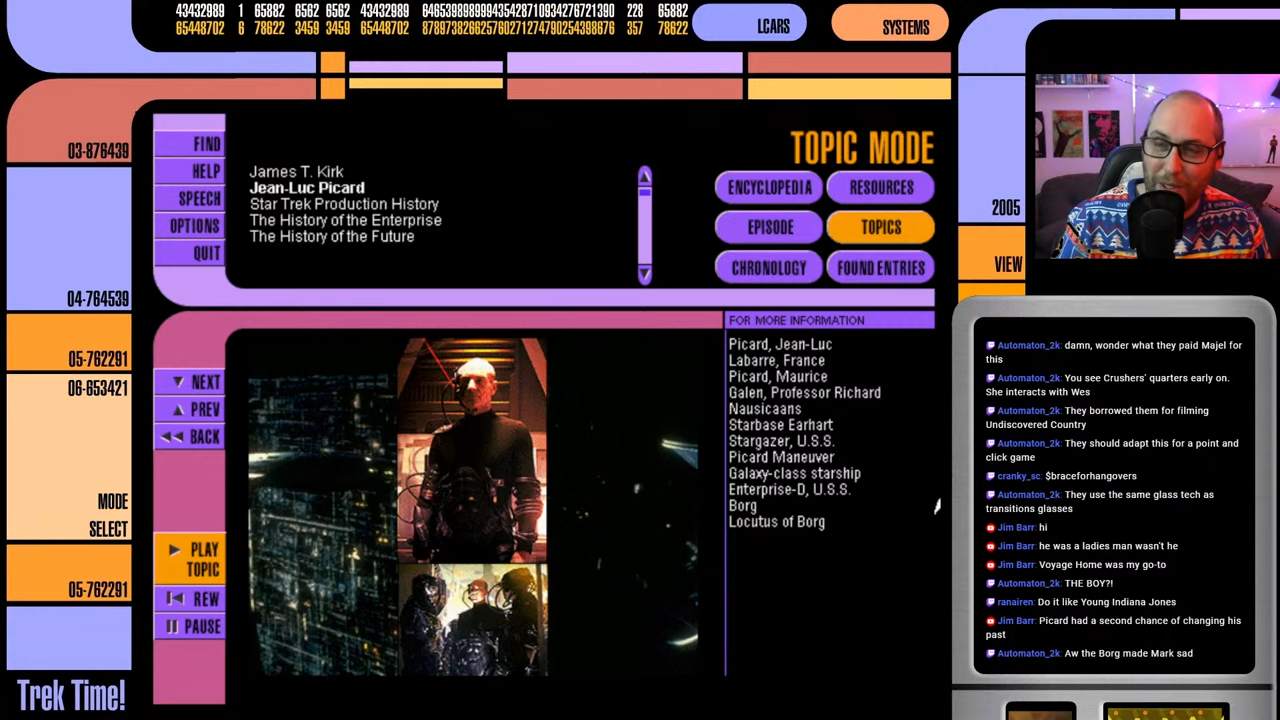 43432989 1 65882 6562 6562 43432989 64653989899943542871093427672l390 228 65882
65448702 6 78622 3459 3459 65448702 87897382662576027127479025439867​6 357 78622
LCARS
SYSTEMS
03-876439
04-764539
05-762291
06-653421
MODE
SELECT
05-762291
Trek Time!
FIND
HELP
SPEECH
OPTIONS
QUIT
James T. Kirk
Jean-Luc Picard
Star Trek Production History
The History of the Enterprise
The History of the Future
TOPIC MODE
ENCYCLOPEDIA
RESOURCES
EPISODE
TOPICS
CHRONOLOGY
FOUND ENTRIES
NEXT
PREV
BACK
PLAY
TOPIC
REW
PAUSE
FOR MORE INFORMATION
Picard, Jean-Luc
Labarre, France
Picard, Maurice
Galen, Professor Richard
Nausicaans
Starbase Earhart
Stargazer, U.S.S.
Picard Maneuver
Galaxy-class starship
Enterprise-D, U.S.S.
Borg
Locutus of Borg
2005
VIEW
Automaton_2k: damn, wonder what they paid Majel for
this
Automaton_2k: You see Crushers' quarters early on.
She interacts with Wes
Automaton_2k: They borrowed them for filming
Undiscovered Country
Automaton_2k: They should adapt this for a point and
click game
cranky_sc: $braceforhangovers
Automaton_2k: They use the same glass tech as
transitions glasses
Jim Barr: hi
Jim Barr: he was a ladies man wasn't he
Jim Barr: Voyage Home was my go-to
Automaton_2k: THE BOY?!
ranairen: Do it like Young Indiana Jones
Jim Barr: Picard had a second chance of changing his
past
Automaton_2k: Aw the Borg made Mark sad